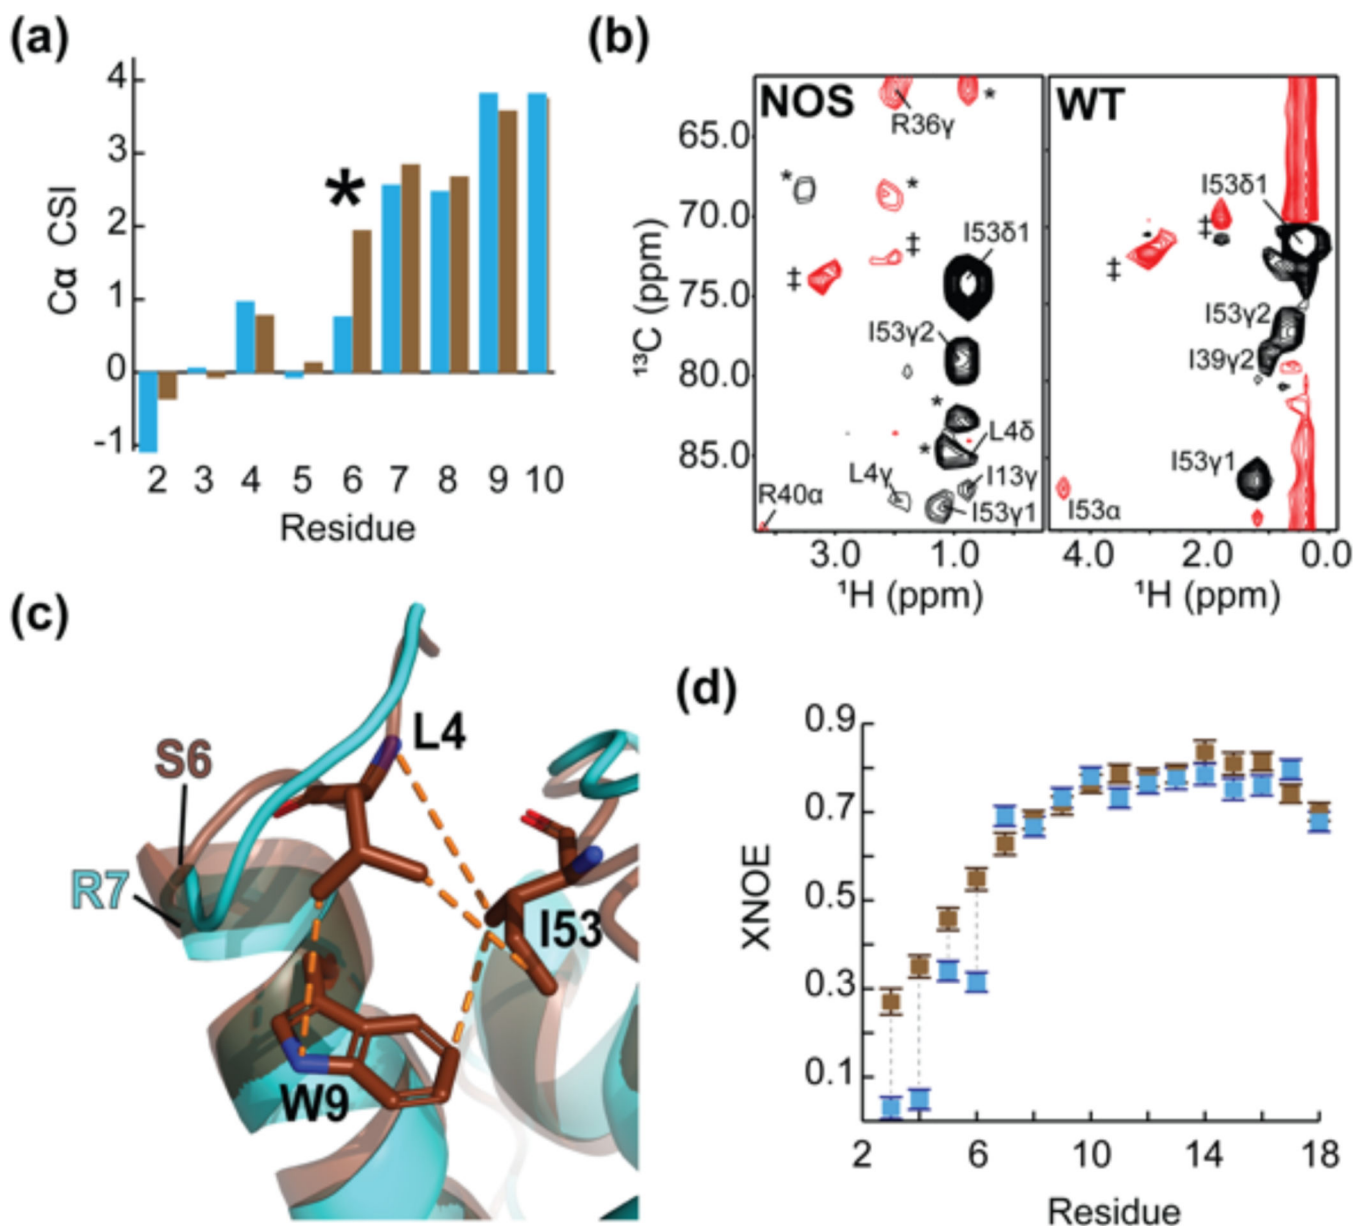 (a)
4
3
2
1
0
-1
Cα CSI
*
2 3 4 5 6 7 8 9 10
Residue
(b)
NOS
WT
65.0
70.0
75.0
80.0
85.0
¹³C (ppm)
R36γ
*
*
*
‡
‡
I53δ1
I53γ2
*
*
L4δ
L4γ
I13γ
R40α
I53γ1
3.0 1.0
¹H (ppm)
I53δ1
‡
‡
I53γ2
I39γ2
I53γ1
I53α
4.0 2.0 0.0
¹H (ppm)
(c)
S6
L4
R7
I53
W9
(d)
0.9
0.7
0.5
0.3
0.1
XNOE
2 6 10 14 18
Residue